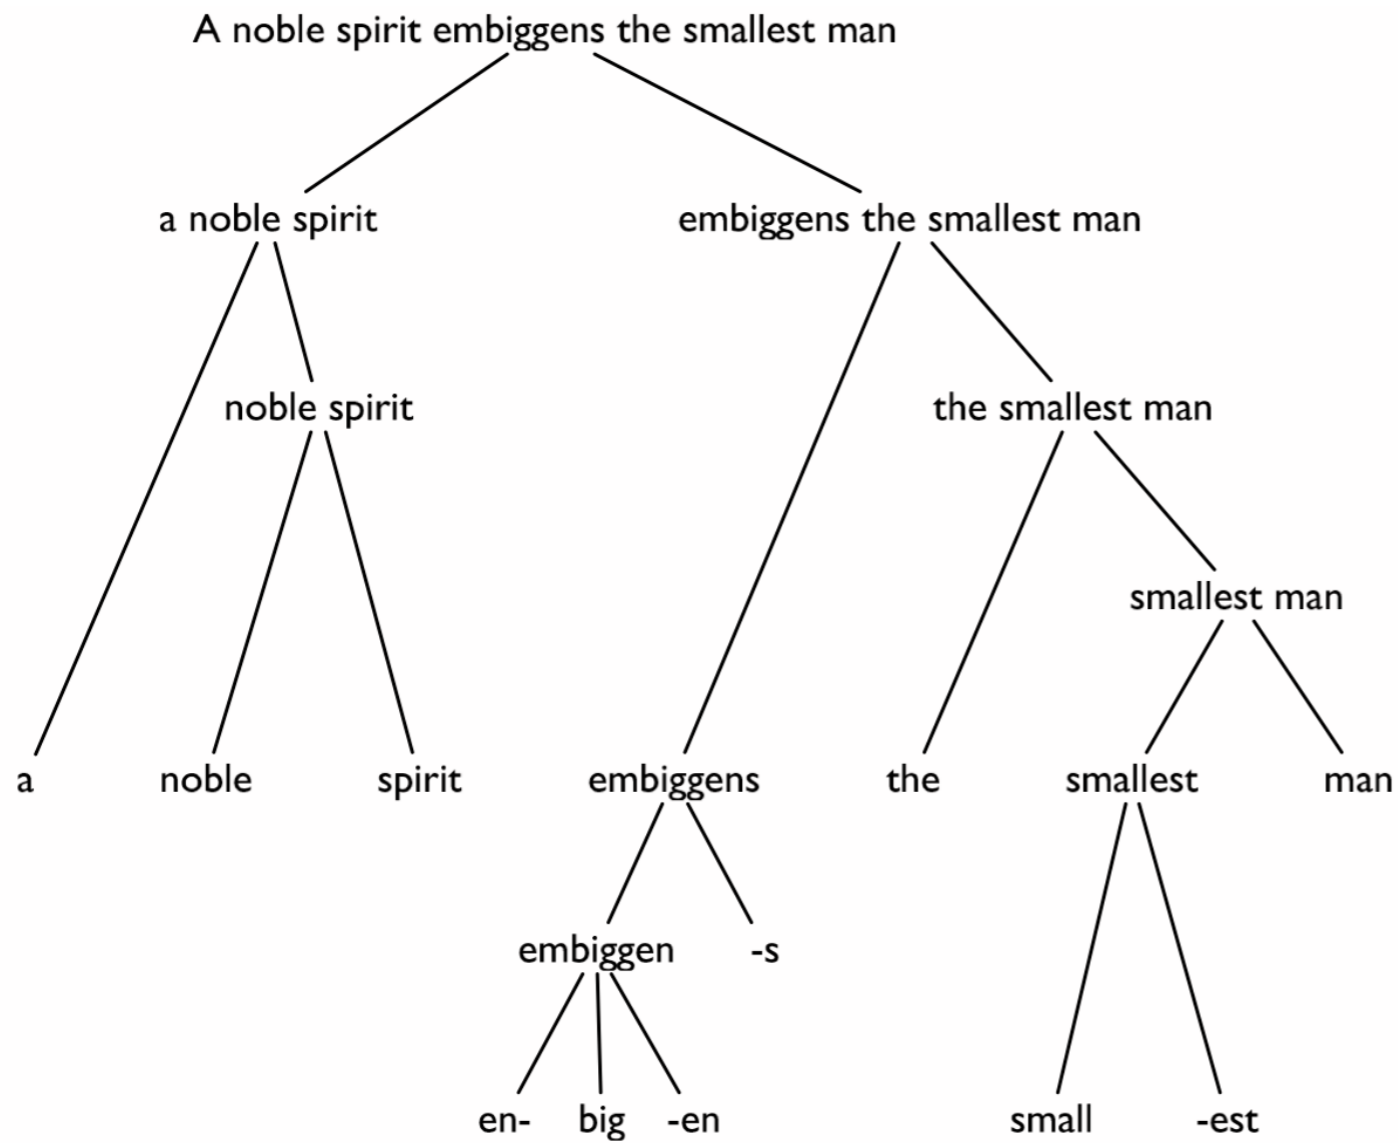 A noble spirit embiggens the smallest man
a noble spirit
embiggens the smallest man
noble spirit
the smallest man
smallest man
a
noble
spirit
embiggens
the
smallest
man
embiggen
-s
en-
big
-en
small
-est